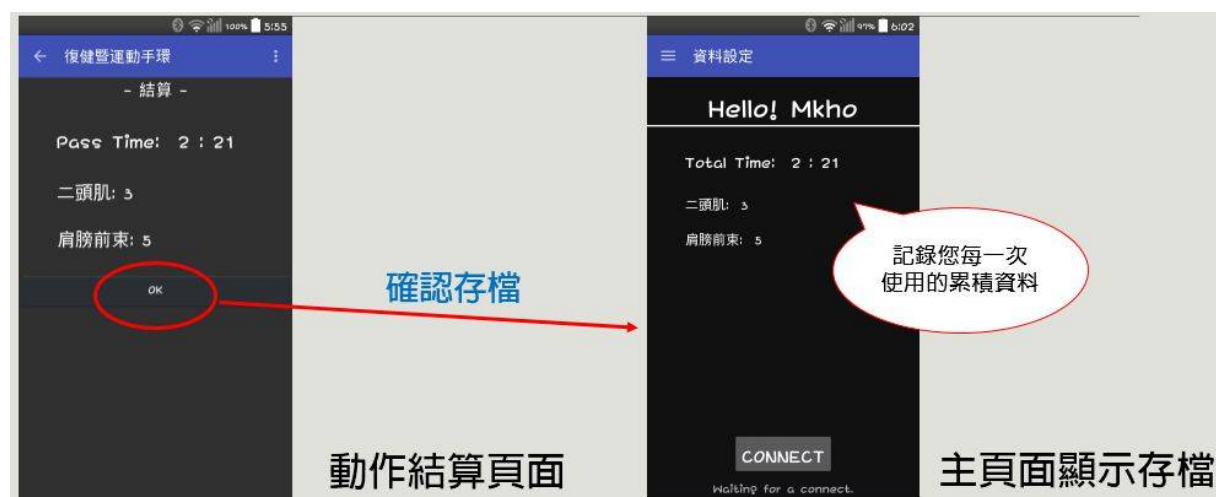 100% 5:55
復健暨運動手環
- 結算 -
Pass Time: 2 : 21
二頭肌: 3
肩膀前束: 5
OK
動作結算頁面
確認存檔
97% 6:02
資料設定
Hello! Mkho
Total Time: 2 : 21
二頭肌: 3
肩膀前束: 5
記錄您每一次
使用的累積資料
CONNECT
Waiting for a connect.
主頁面顯示存檔